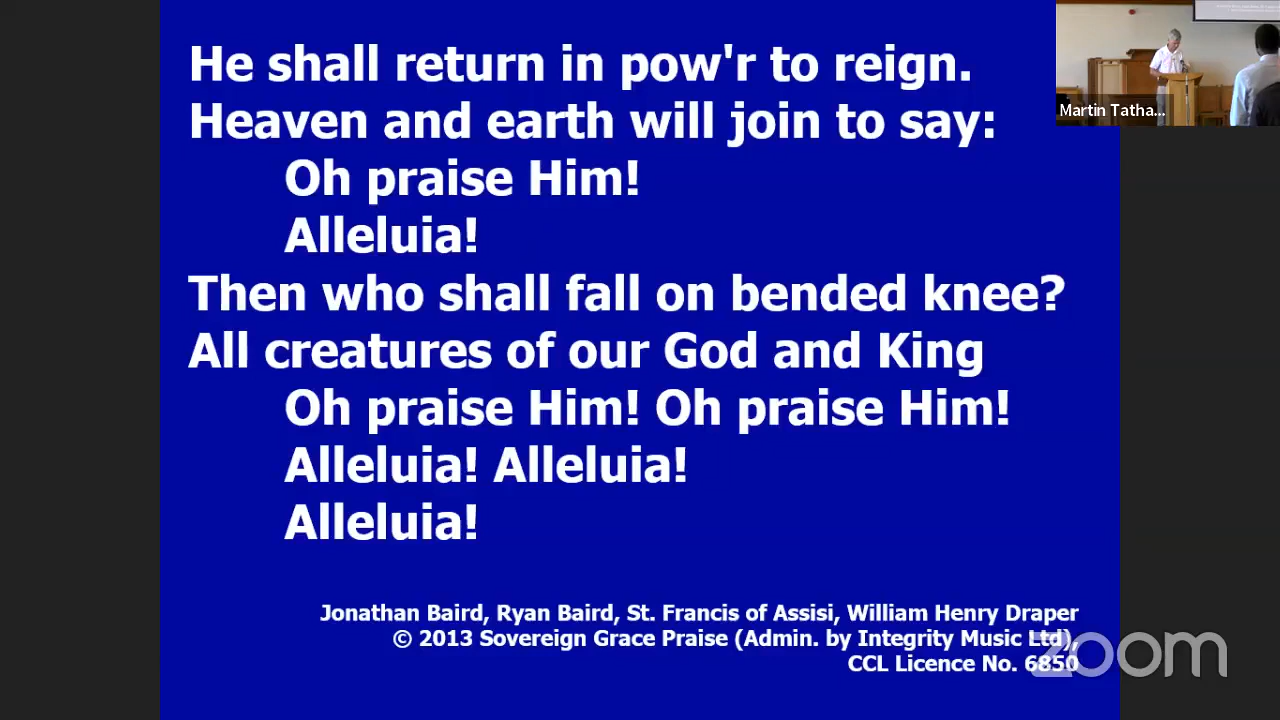 He shall return in pow'r to reign.
Heaven and earth will join to say:
Oh praise Him!
Alleluia!
Then who shall fall on bended knee?
All creatures of our God and King
Oh praise Him! Oh praise Him!
Alleluia! Alleluia!
Alleluia!
Jonathan Baird, Ryan Baird, St. Francis of Assisi, William Henry Draper
© 2013 Sovereign Grace Praise (Admin. by Integrity Music Ltd),
CCL Licence No. 6850
Martin Tatha...
zoom